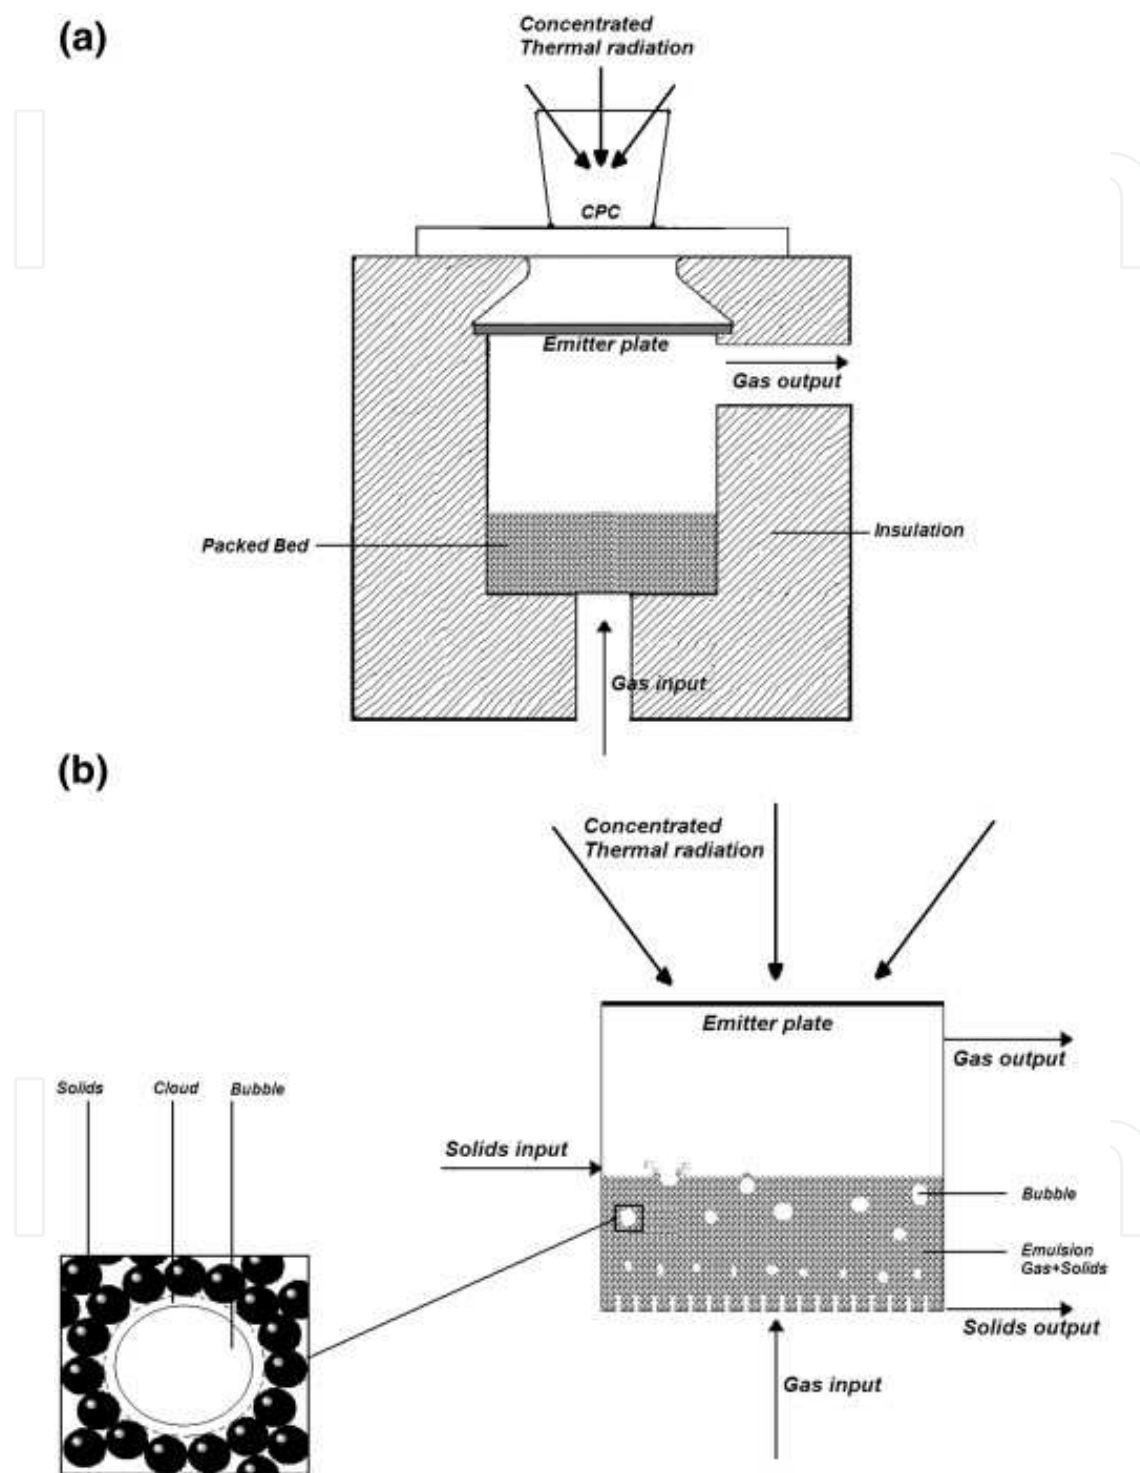 (a)
Concentrated
Thermal radiation
CPC
Emitter plate
Gas output
Packed Bed
Insulation
Gas input
(b)
Concentrated
Thermal radiation
Emitter plate
Gas output
Solids
Cloud
Bubble
Solids input
Bubble
Emulsion
Gas+Solids
Solids output
Gas input